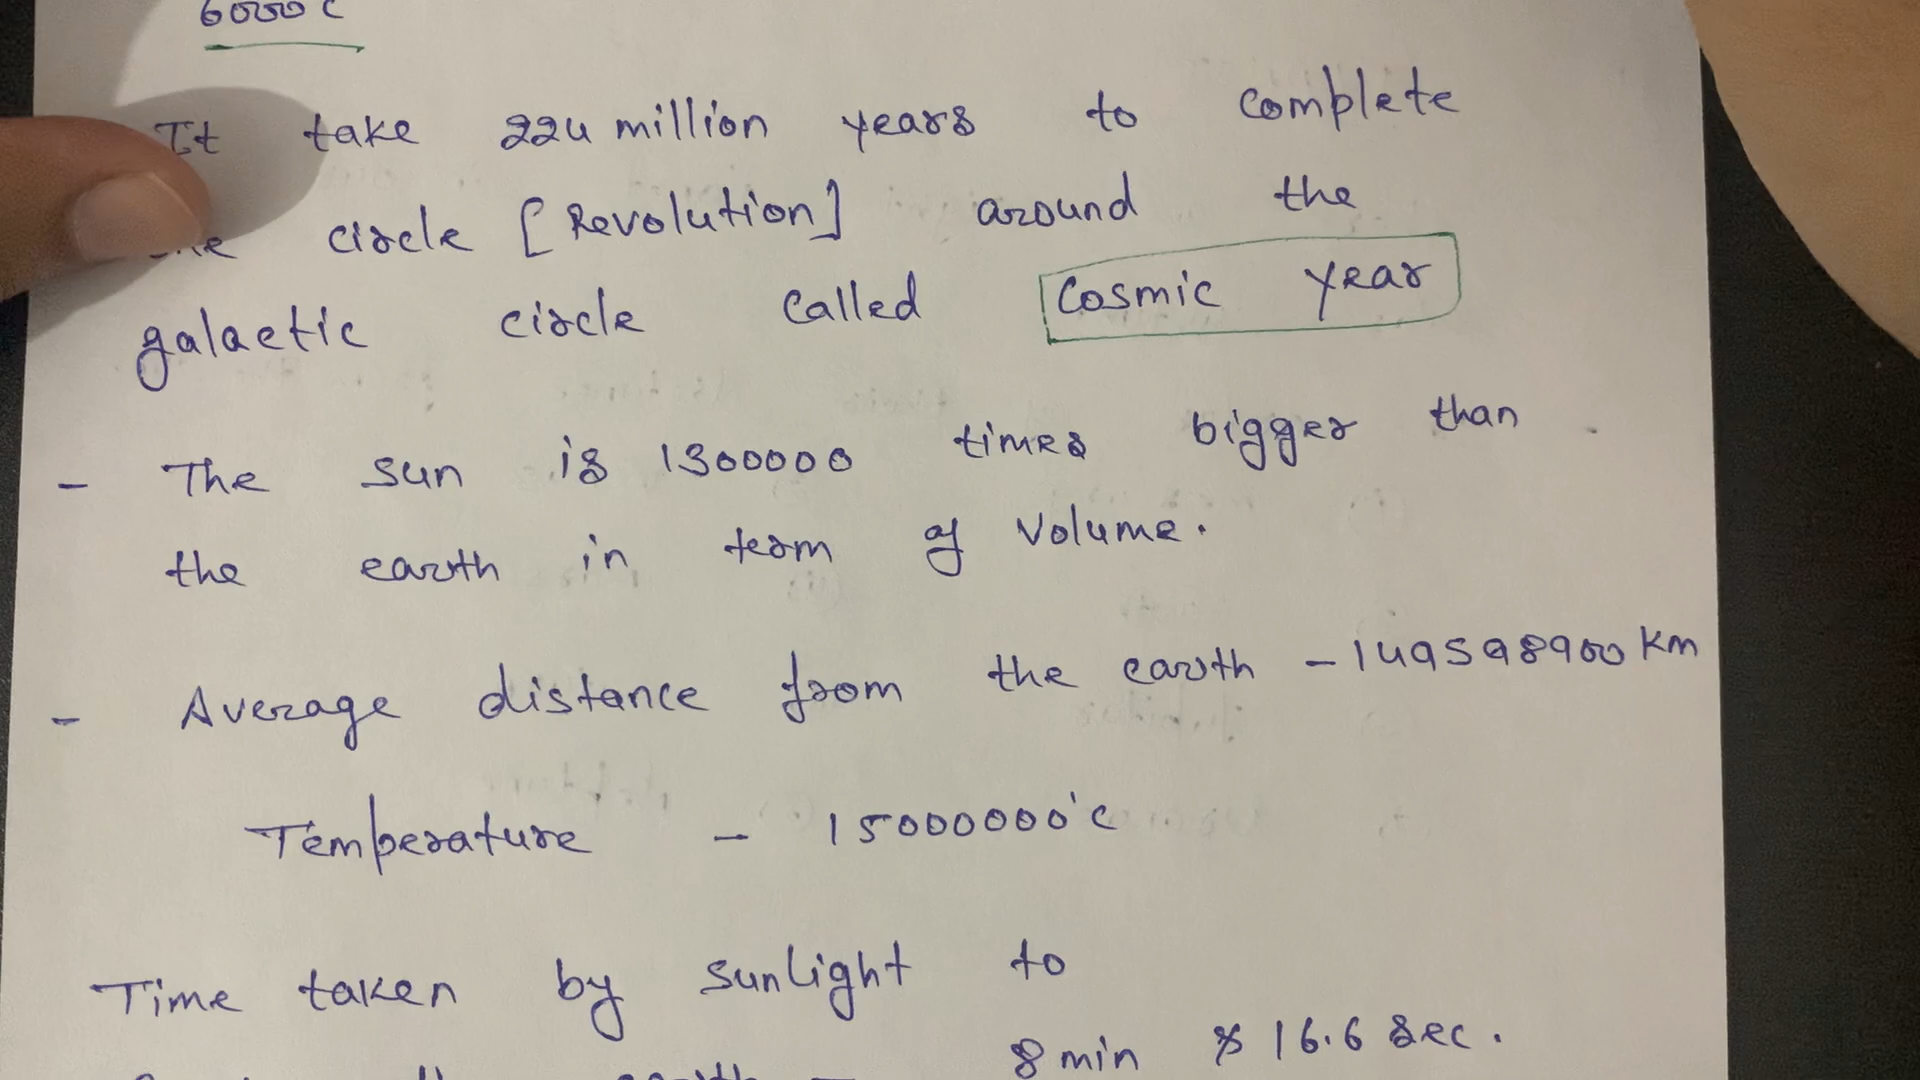 6000 c
It take 224 million years to complete
circle [Revolution] around the
galactic circle called Cosmic year
- The sun is 1300000 times bigger than
the earth in term of volume.
- Average distance from the earth - 149598900 km
Temperature - 15000000°c
Time taken by sunlight to
8 min & 16.6 sec.